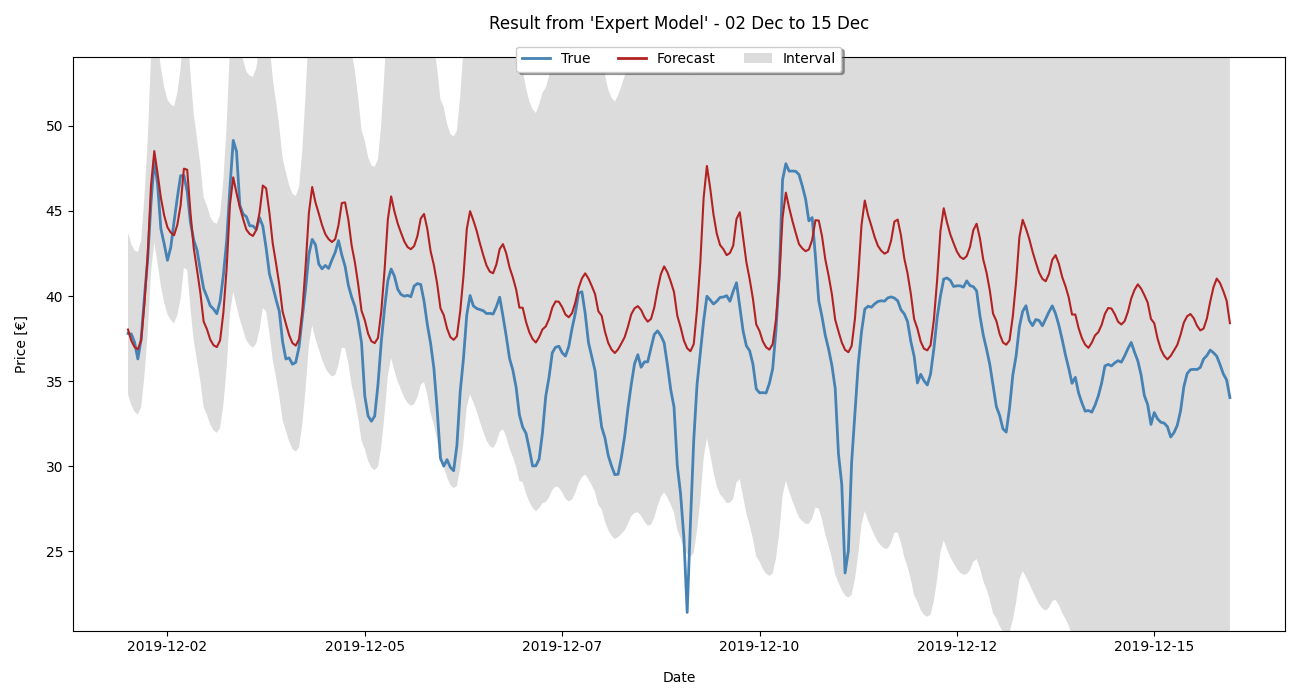 Result from 'Expert Model' - 02 Dec to 15 Dec
True Forecast Interval
50
45
40
35
30
25
Price [€]
2019-12-02 2019-12-05 2019-12-07 2019-12-10 2019-12-12 2019-12-15
Date